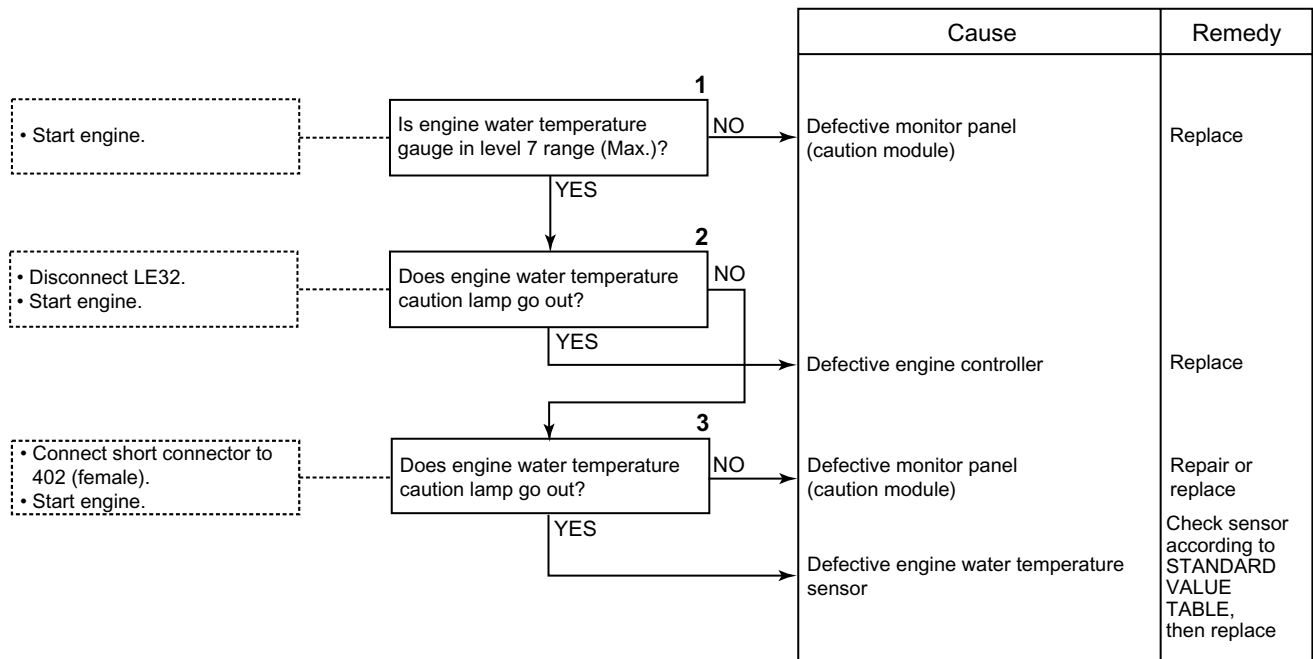 Cause
Remedy
1
• Start engine.
Is engine water temperature
gauge in level 7 range (Max.)?
NO
Defective monitor panel
(caution module)
Replace
YES
2
• Disconnect LE32.
• Start engine.
Does engine water temperature
caution lamp go out?
NO
YES
Defective engine controller
Replace
3
• Connect short connector to
402 (female).
• Start engine.
Does engine water temperature
caution lamp go out?
NO
Defective monitor panel
(caution module)
Repair or
replace
YES
Defective engine water temperature
sensor
Check sensor
according to
STANDARD
VALUE
TABLE,
then replace